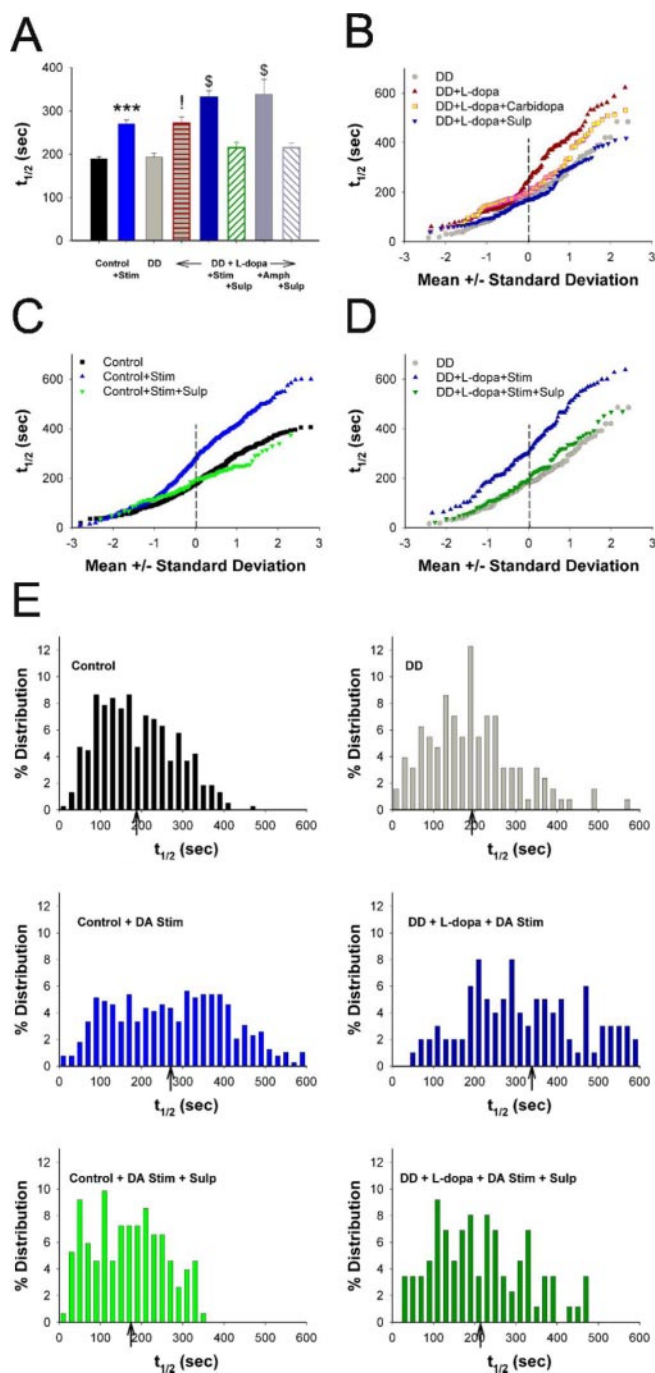 A
t1/2 (sec)
400
300
200
100
0
***
!
$
$
Control
+Stim
DD
DD + L-dopa
+Stim
+Sulp
+Amph
+Sulp
B
t1/2 (sec)
600
400
200
0
DD
DD+L-dopa
DD+L-dopa+Carbidopa
DD+L-dopa+Sulp
-3 -2 -1 0 1 2 3
Mean +/- Standard Deviation
C
t1/2 (sec)
600
400
200
0
Control
Control+Stim
Control+Stim+Sulp
-3 -2 -1 0 1 2 3
Mean +/- Standard Deviation
D
t1/2 (sec)
600
400
200
0
DD
DD+L-dopa+Stim
DD+L-dopa+Stim+Sulp
-3 -2 -1 0 1 2 3
Mean +/- Standard Deviation
E
% Distribution
12
10
8
6
4
2
0
Control
0 100 200 300 400 500 600
t1/2 (sec)
% Distribution
12
10
8
6
4
2
0
DD
0 100 200 300 400 500 600
t1/2 (sec)
% Distribution
12
10
8
6
4
2
0
Control + DA Stim
0 100 200 300 400 500 600
t1/2 (sec)
% Distribution
12
10
8
6
4
2
0
DD + L-dopa + DA Stim
0 100 200 300 400 500 600
t1/2 (sec)
% Distribution
12
10
8
6
4
2
0
Control + DA Stim + Sulp
0 100 200 300 400 500 600
t1/2 (sec)
% Distribution
12
10
8
6
4
2
0
DD + L-dopa + DA Stim + Sulp
0 100 200 300 400 500 600
t1/2 (sec)